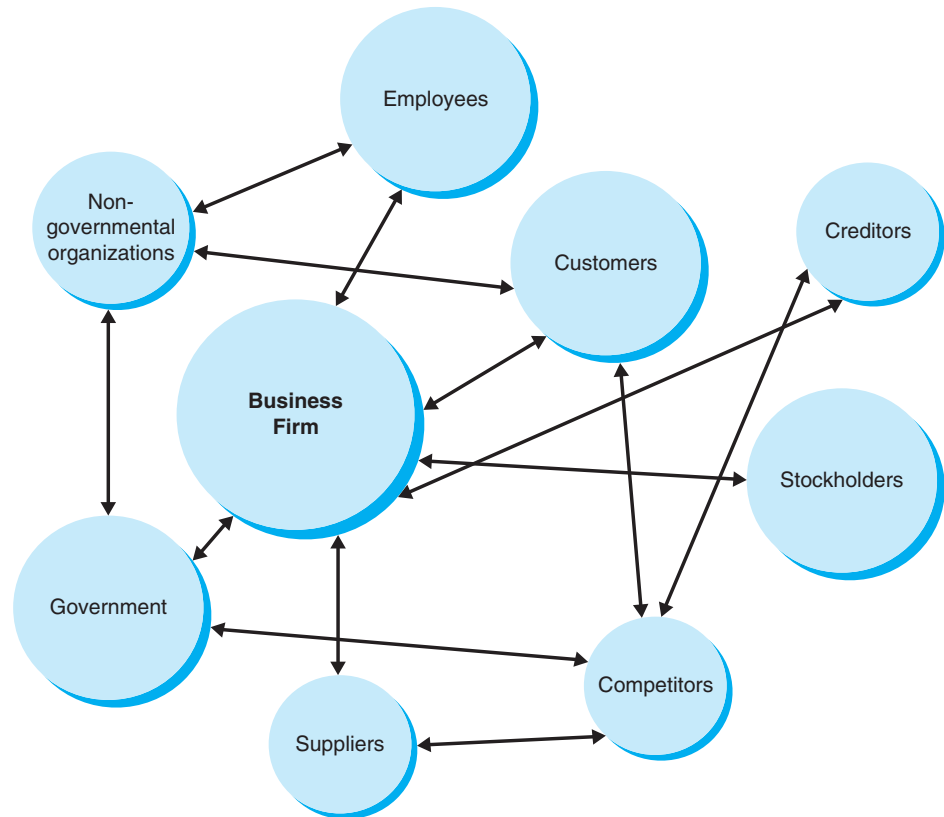 Employees
Non-
governmental
organizations
Creditors
Customers
Business
Firm
Stockholders
Government
Competitors
Suppliers